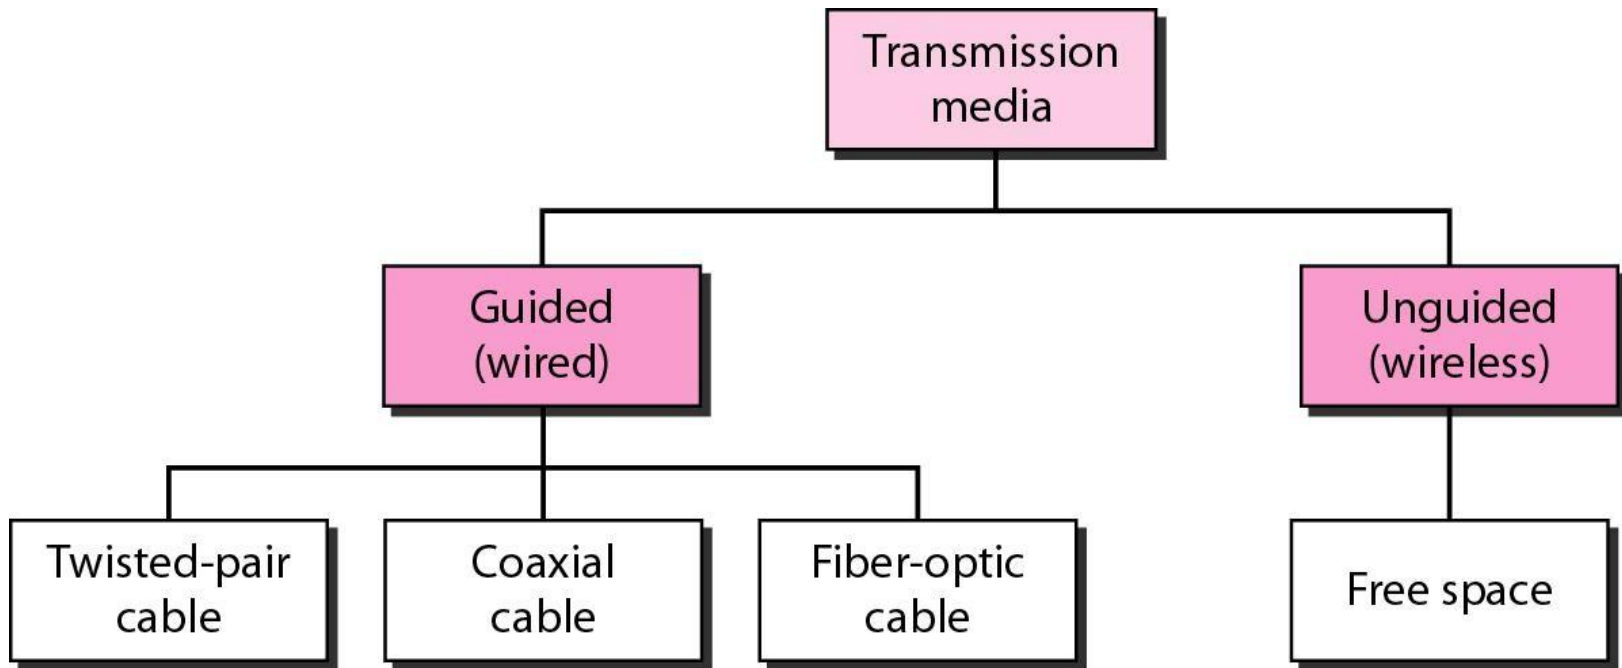 Transmission
media
Guided
(wired)
Unguided
(wireless)
Twisted-pair
cable
Coaxial
cable
Fiber-optic
cable
Free space